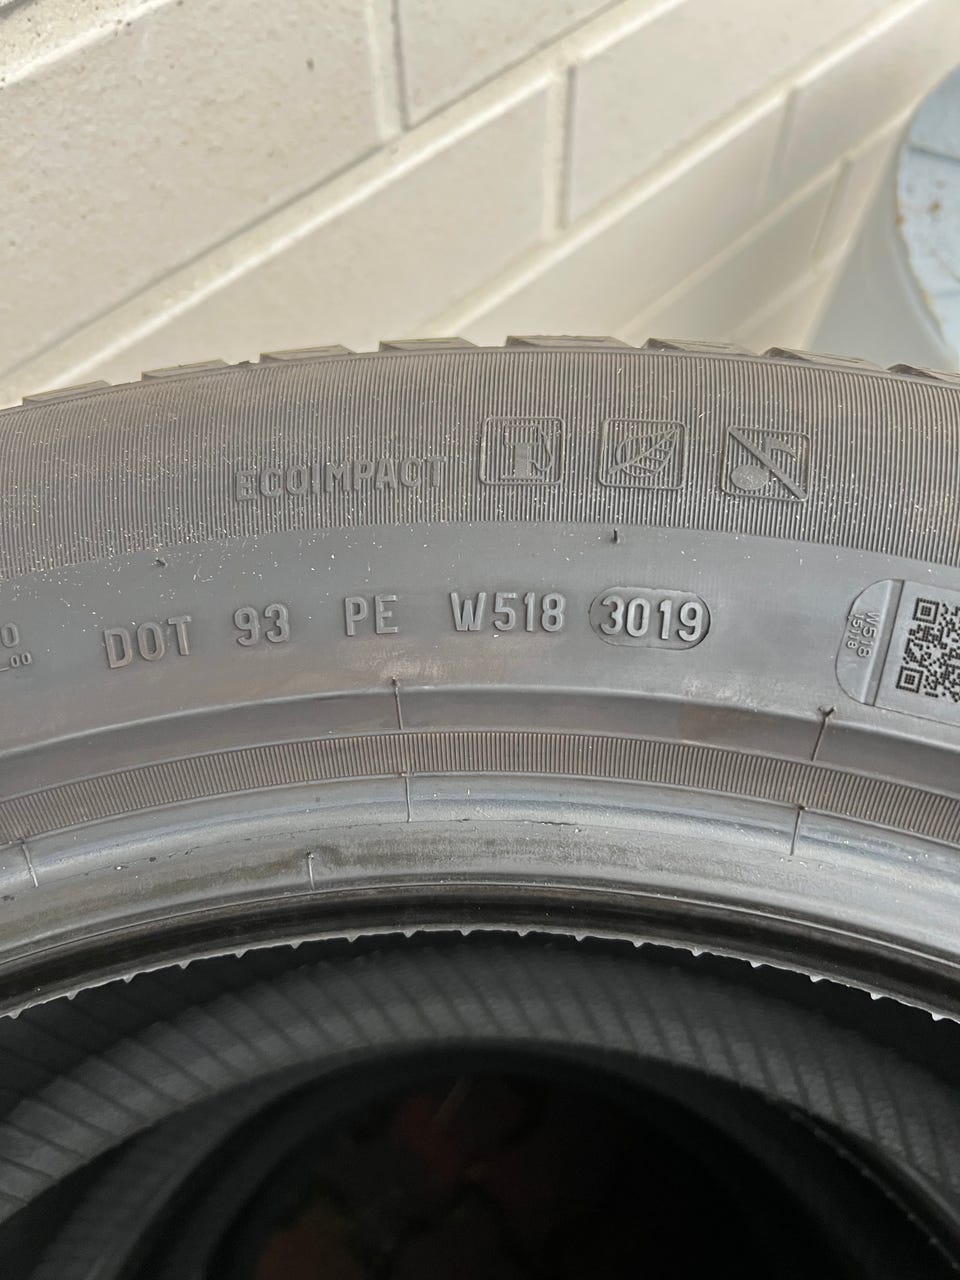 ECOIMPACT
DOT 93 PE W518 3019
W518